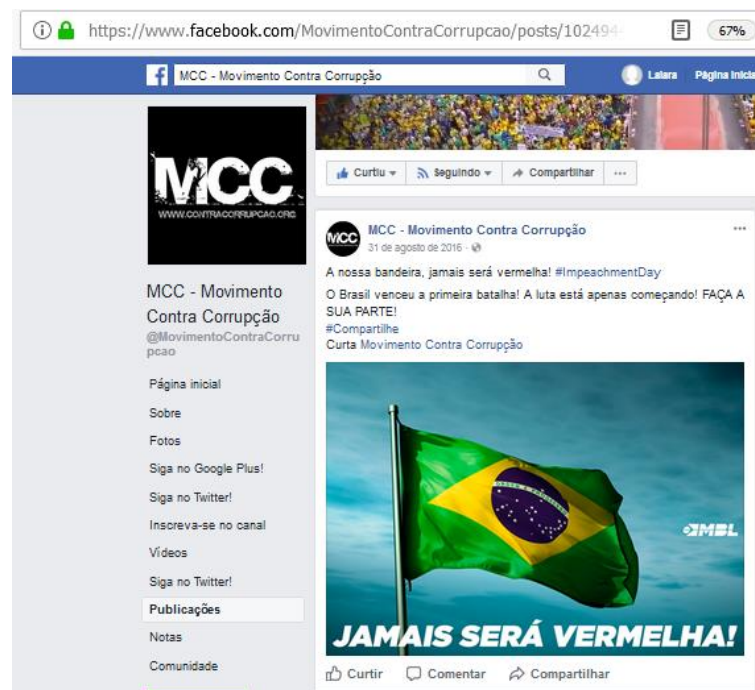 https://www.facebook.com/MovimentoContraCorrupcao/posts/10249
67%
MCC - Movimento Contra Corrupção
Lalara
Página Inicia
MCC
WWW.CONTRACORRUPCAO.ORG
Curtiu
Seguindo
Compartilhar
MCC
MCC - Movimento Contra Corrupção
31 de agosto de 2016
A nossa bandeira, jamais será vermelha! #ImpeachmentDay
O Brasil venceu a primeira batalha! A luta está apenas começando! FAÇA A
SUA PARTE!
#Compartilhe
Curta Movimento Contra Corrupção
MCC - Movimento
Contra Corrupção
@MovimentoContraCorru
pcao
Página inicial
Sobre
Fotos
Siga no Google Plus!
Siga no Twitter!
Inscreva-se no canal
Vídeos
Siga no Twitter!
Publicações
Notas
Comunidade
MBL
JAMAIS SERÁ VERMELHA!
Curtir
Comentar
Compartilhar